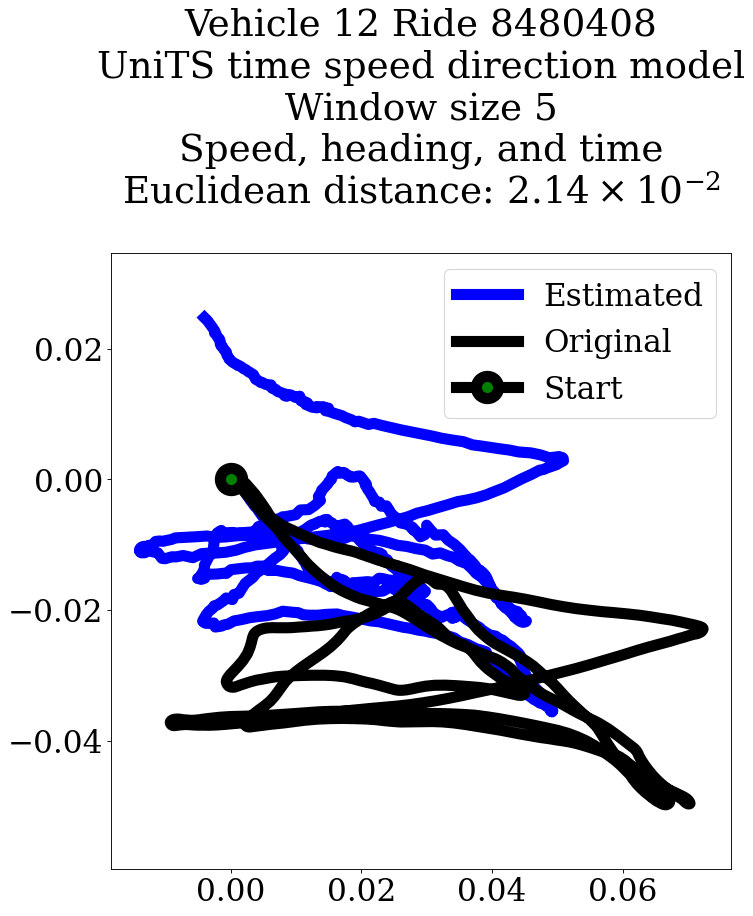 Vehicle 12 Ride 8480408
UniTS time speed direction model
Window size 5
Speed, heading, and time
Euclidean distance: 2.14 × 10⁻²
Estimated
Original
Start
0.02
0.00
−0.02
−0.04
0.00 0.02 0.04 0.06